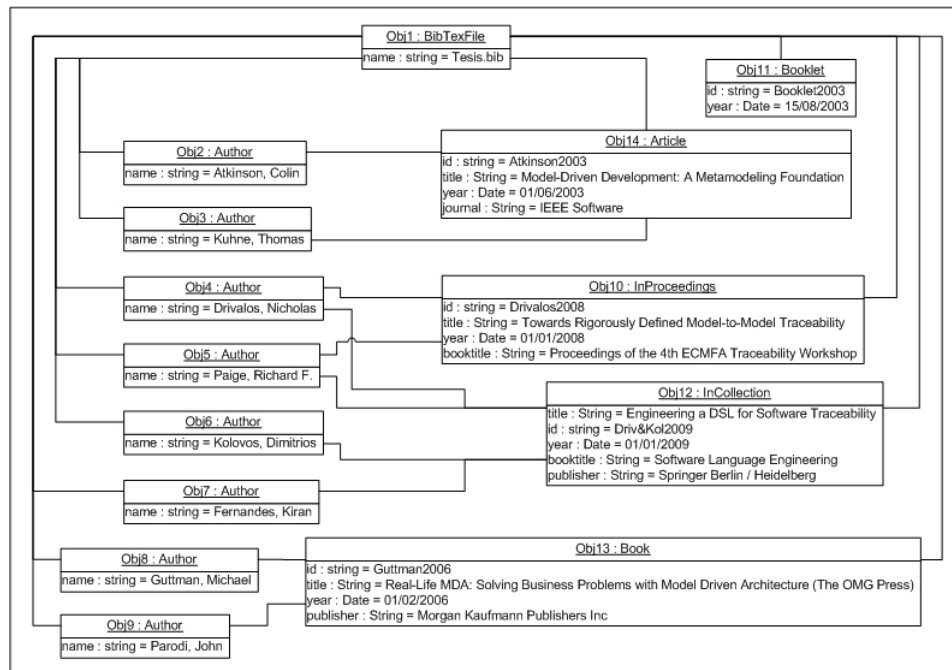 Obj1 : BibTexFile
name : string = Tesis.bib
Obj11 : Booklet
id : string = Booklet2003
year : Date = 15/08/2003
Obj2 : Author
name : string = Atkinson, Colin
Obj14 : Article
id : string = Atkinson2003
title : String = Model-Driven Development: A Metamodeling Foundation
year : Date = 01/06/2003
journal : String = IEEE Software
Obj3 : Author
name : string = Kuhne, Thomas
Obj4 : Author
name : string = Drivalos, Nicholas
Obj10 : InProceedings
id : string = Drivalos2008
title : String = Towards Rigorously Defined Model-to-Model Traceability
year : Date = 01/01/2008
booktitle : String = Proceedings of the 4th ECMFA Traceability Workshop
Obj5 : Author
name : string = Paige, Richard F.
Obj12 : InCollection
title : String = Engineering a DSL for Software Traceability
id : string = Driv&Kol2009
year : Date = 01/01/2009
booktitle : String = Software Language Engineering
publisher : String = Springer Berlin / Heidelberg
Obj6 : Author
name : string = Kolovos, Dimitrios
Obj7 : Author
name : string = Fernandes, Kiran
Obj8 : Author
name : string = Guttman, Michael
Obj13 : Book
id : string = Guttman2006
title : String = Real-Life MDA: Solving Business Problems with Model Driven Architecture (The OMG Press)
year : Date = 01/02/2006
publisher : String = Morgan Kaufmann Publishers Inc
Obj9 : Author
name : string = Parodi, John